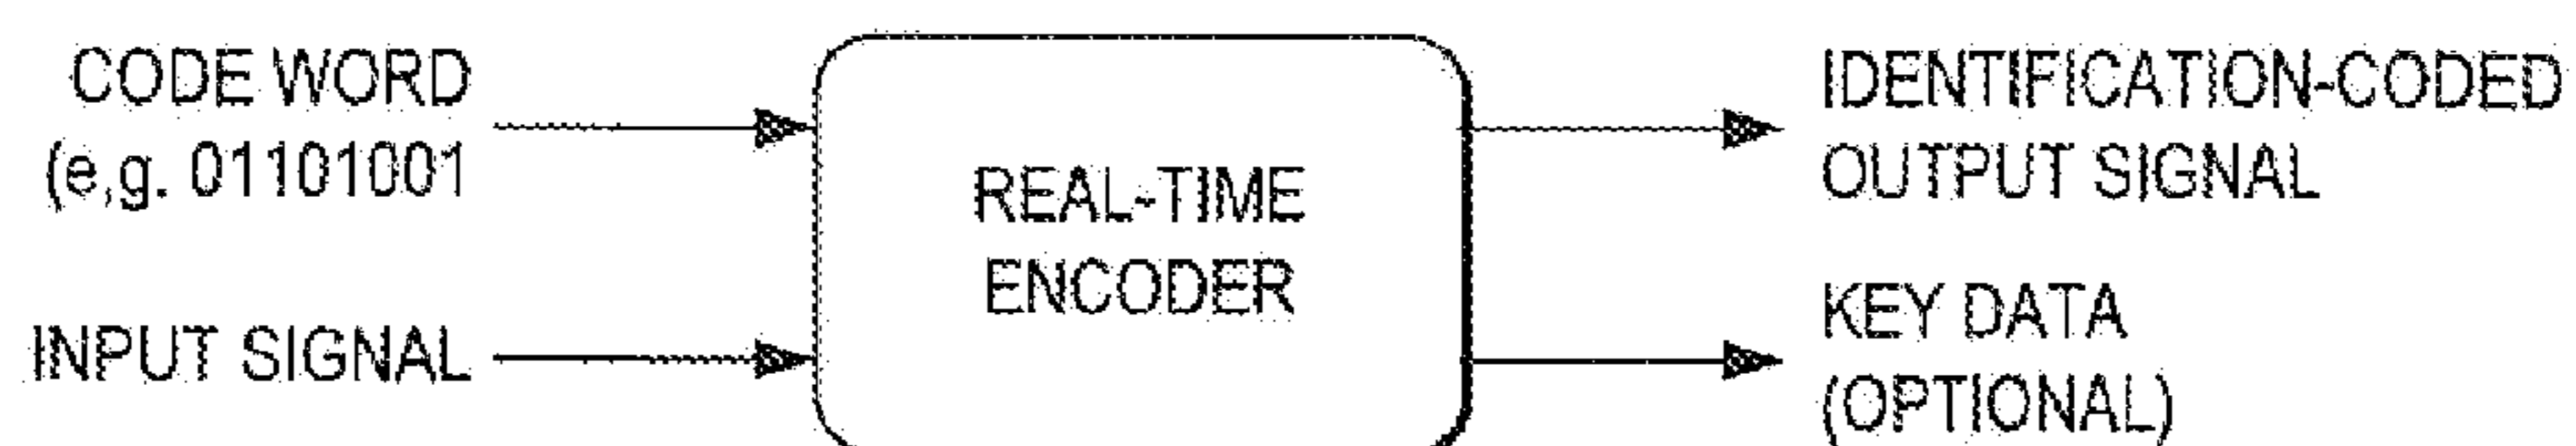 CODE WORD
(e,g. 01101001
INPUT SIGNAL
REAL-TIME
ENCODER
IDENTIFICATION-CODED
OUTPUT SIGNAL
KEY DATA
(OPTIONAL)